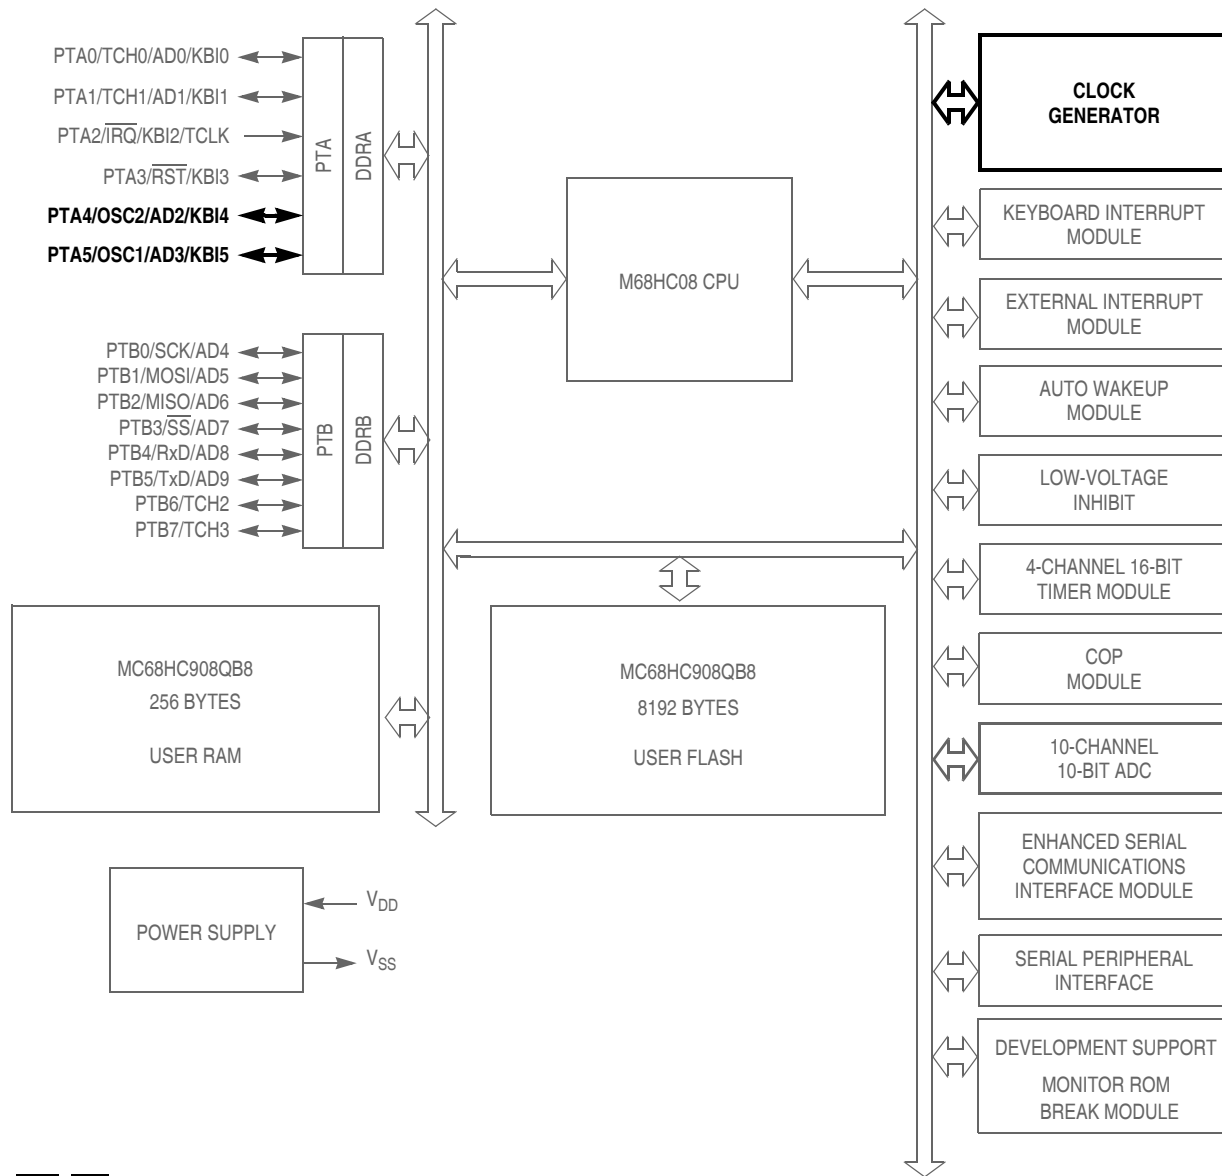 PTA0/TCH0/AD0/KBI0
PTA1/TCH1/AD1/KBI1
PTA2/IRQ/KBI2/TCLK
PTA3/RST/KBI3
PTA4/OSC2/AD2/KBI4
PTA5/OSC1/AD3/KBI5
PTA
DDRA
PTB0/SCK/AD4
PTB1/MOSI/AD5
PTB2/MISO/AD6
PTB3/SS/AD7
PTB4/RxD/AD8
PTB5/TxD/AD9
PTB6/TCH2
PTB7/TCH3
PTB
DDRB
M68HC08 CPU
MC68HC908QB8
256 BYTES
USER RAM
MC68HC908QB8
8192 BYTES
USER FLASH
POWER SUPPLY
VDD
VSS
CLOCK
GENERATOR
KEYBOARD INTERRUPT
MODULE
EXTERNAL INTERRUPT
MODULE
AUTO WAKEUP
MODULE
LOW-VOLTAGE
INHIBIT
4-CHANNEL 16-BIT
TIMER MODULE
COP
MODULE
10-CHANNEL
10-BIT ADC
ENHANCED SERIAL
COMMUNICATIONS
INTERFACE MODULE
SERIAL PERIPHERAL
INTERFACE
DEVELOPMENT SUPPORT
MONITOR ROM
BREAK MODULE